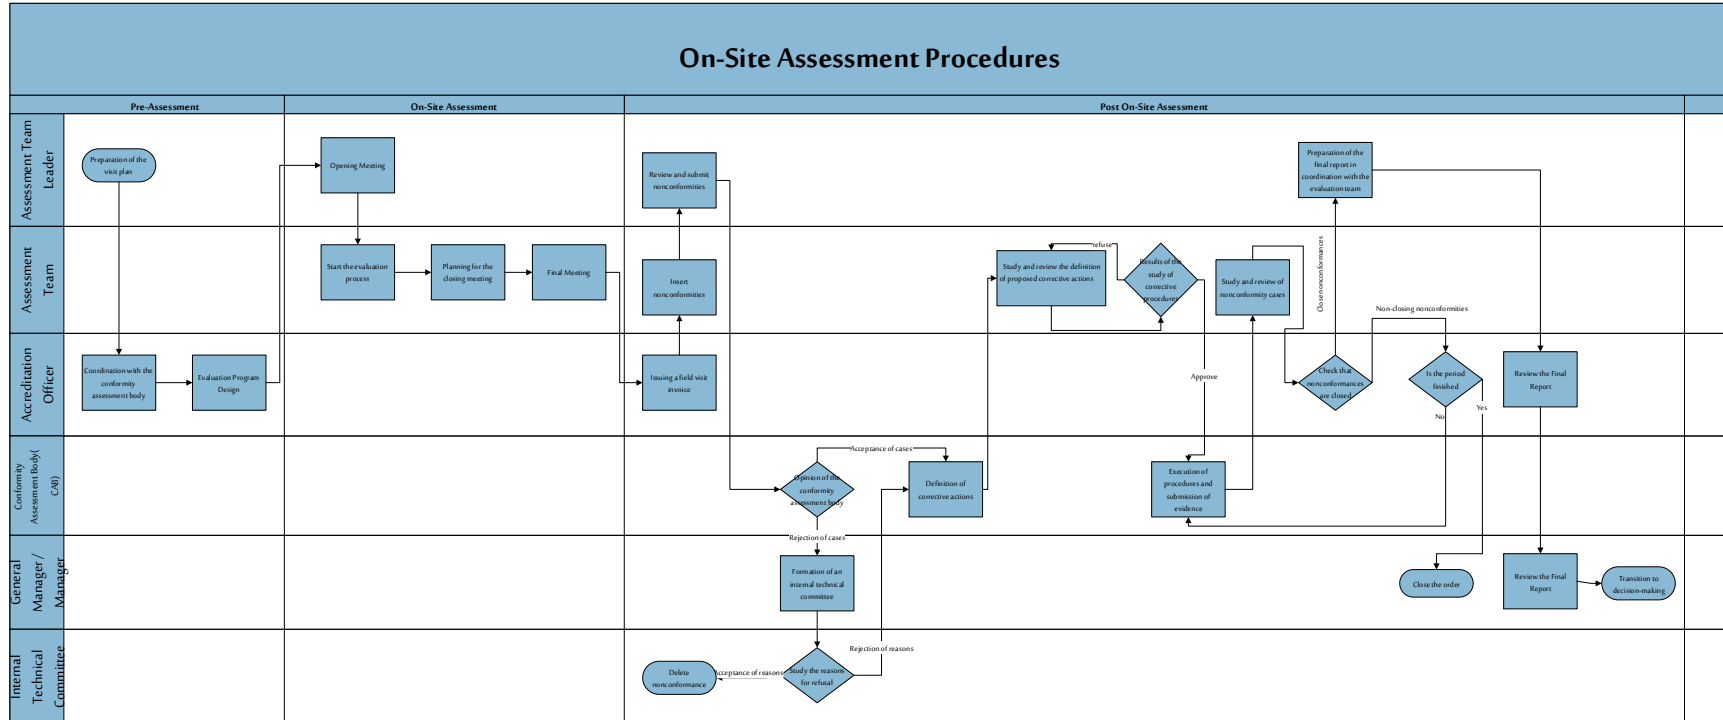 On-Site Assessment Procedures
Pre-Assessment
On-Site Assessment
Post On-Site Assessment
Assessment Team
Leader
Preparation of the
visit plan
Opening Meeting
Review and submit
nonconformities
Preparation of the
final report in
coordination with the
evaluation team
Assessment
Team
Start the evaluation
process
Planning for the
closing meeting
Final Meeting
Insert
nonconformities
Study and review the definition
of proposed corrective actions
refuse
Results of the
study of
corrective
procedures
Study and review of
nonconformity cases
Close nonconformances
Non-closing nonconformities
Accreditation
Officer
Coordination with the
conformity
assessment body
Evaluation Program
Design
Issuing a field visit
invoice
Approve
Check that
nonconformances
are closed
Is the period
finished
No
Yes
Review the Final
Report
Conformity
Assessment Body(
CAB)
Opinion of the
conformity
assessment body
Acceptance of cases
Definition of
corrective actions
Execution of
procedures and
submission of
evidence
Rejection of cases
General
Manager /
Manager
Formation of an
internal technical
committee
Close the order
Review the Final
Report
Transition to
decision-making
Internal
Technical
Committee
Delete
nonconformance
Acceptance of reasons
Study the reasons
for refusal
Rejection of reasons